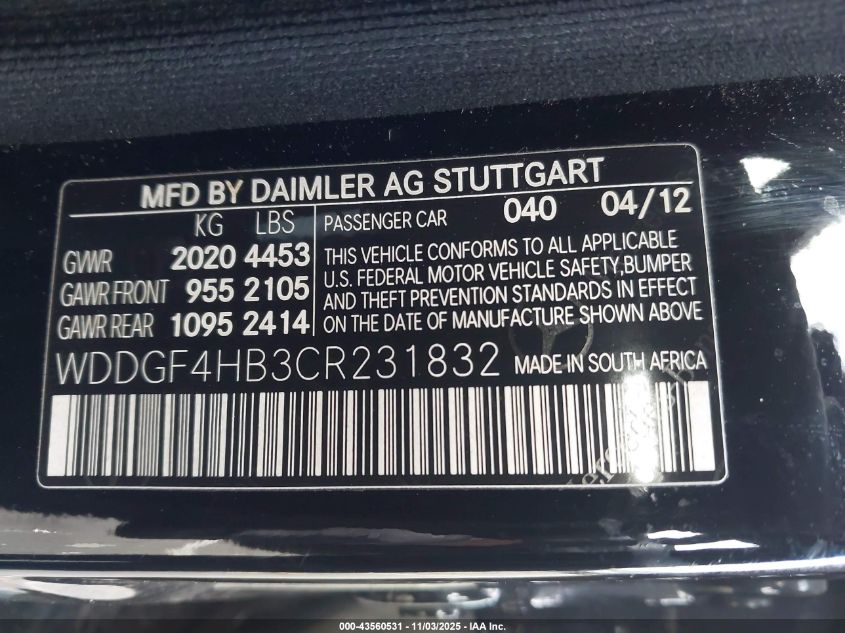 MFD BY DAIMLER AG STUTTGART
KG LBS
GVWR 2020 4453
GAWR FRONT 955 2105
GAWR REAR 1095 2414
PASSENGER CAR 040 04/12
THIS VEHICLE CONFORMS TO ALL APPLICABLE
U.S. FEDERAL MOTOR VEHICLE SAFETY,BUMPER
AND THEFT PREVENTION STANDARDS IN EFFECT
ON THE DATE OF MANUFACTURE SHOWN ABOVE
WDDGF4HB3CR231832 MADE IN SOUTH AFRICA
000-43560531 - 11/03/2025 - IAA Inc.